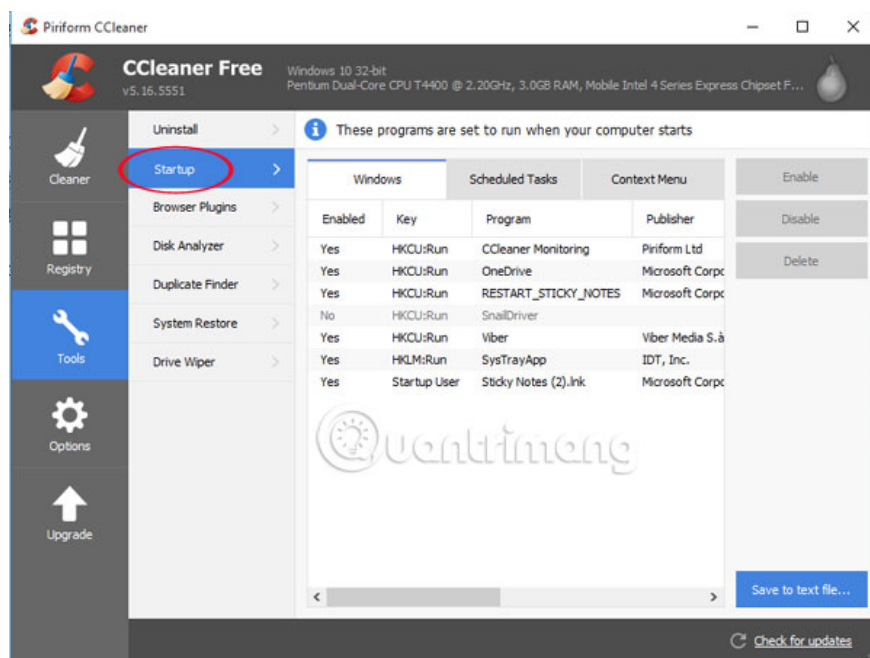 Piriform CCleaner
CCleaner Free
v5.16.5551
Windows 10 32-bit
Pentium Dual-Core CPU T4400 @ 2.20GHz, 3.0GB RAM, Mobile Intel 4 Series Express Chipset F...
Cleaner
Registry
Tools
Options
Upgrade
Uninstall
Startup
Browser Plugins
Disk Analyzer
Duplicate Finder
System Restore
Drive Wiper
These programs are set to run when your computer starts
Windows Scheduled Tasks Context Menu
Enabled Key Program Publisher
Yes HKCU:Run CCleaner Monitoring Piriform Ltd
Yes HKCU:Run OneDrive Microsoft Corpc
Yes HKCU:Run RESTART_STICKY_NOTES Microsoft Corpc
No HKCU:Run SnailDriver
Yes HKCU:Run Viber Viber Media S.à
Yes HKLM:Run SysTrayApp IDT, Inc.
Yes Startup User Sticky Notes (2).lnk Microsoft Corpc
Quantrimang
Enable
Disable
Delete
Save to text file...
Check for updates